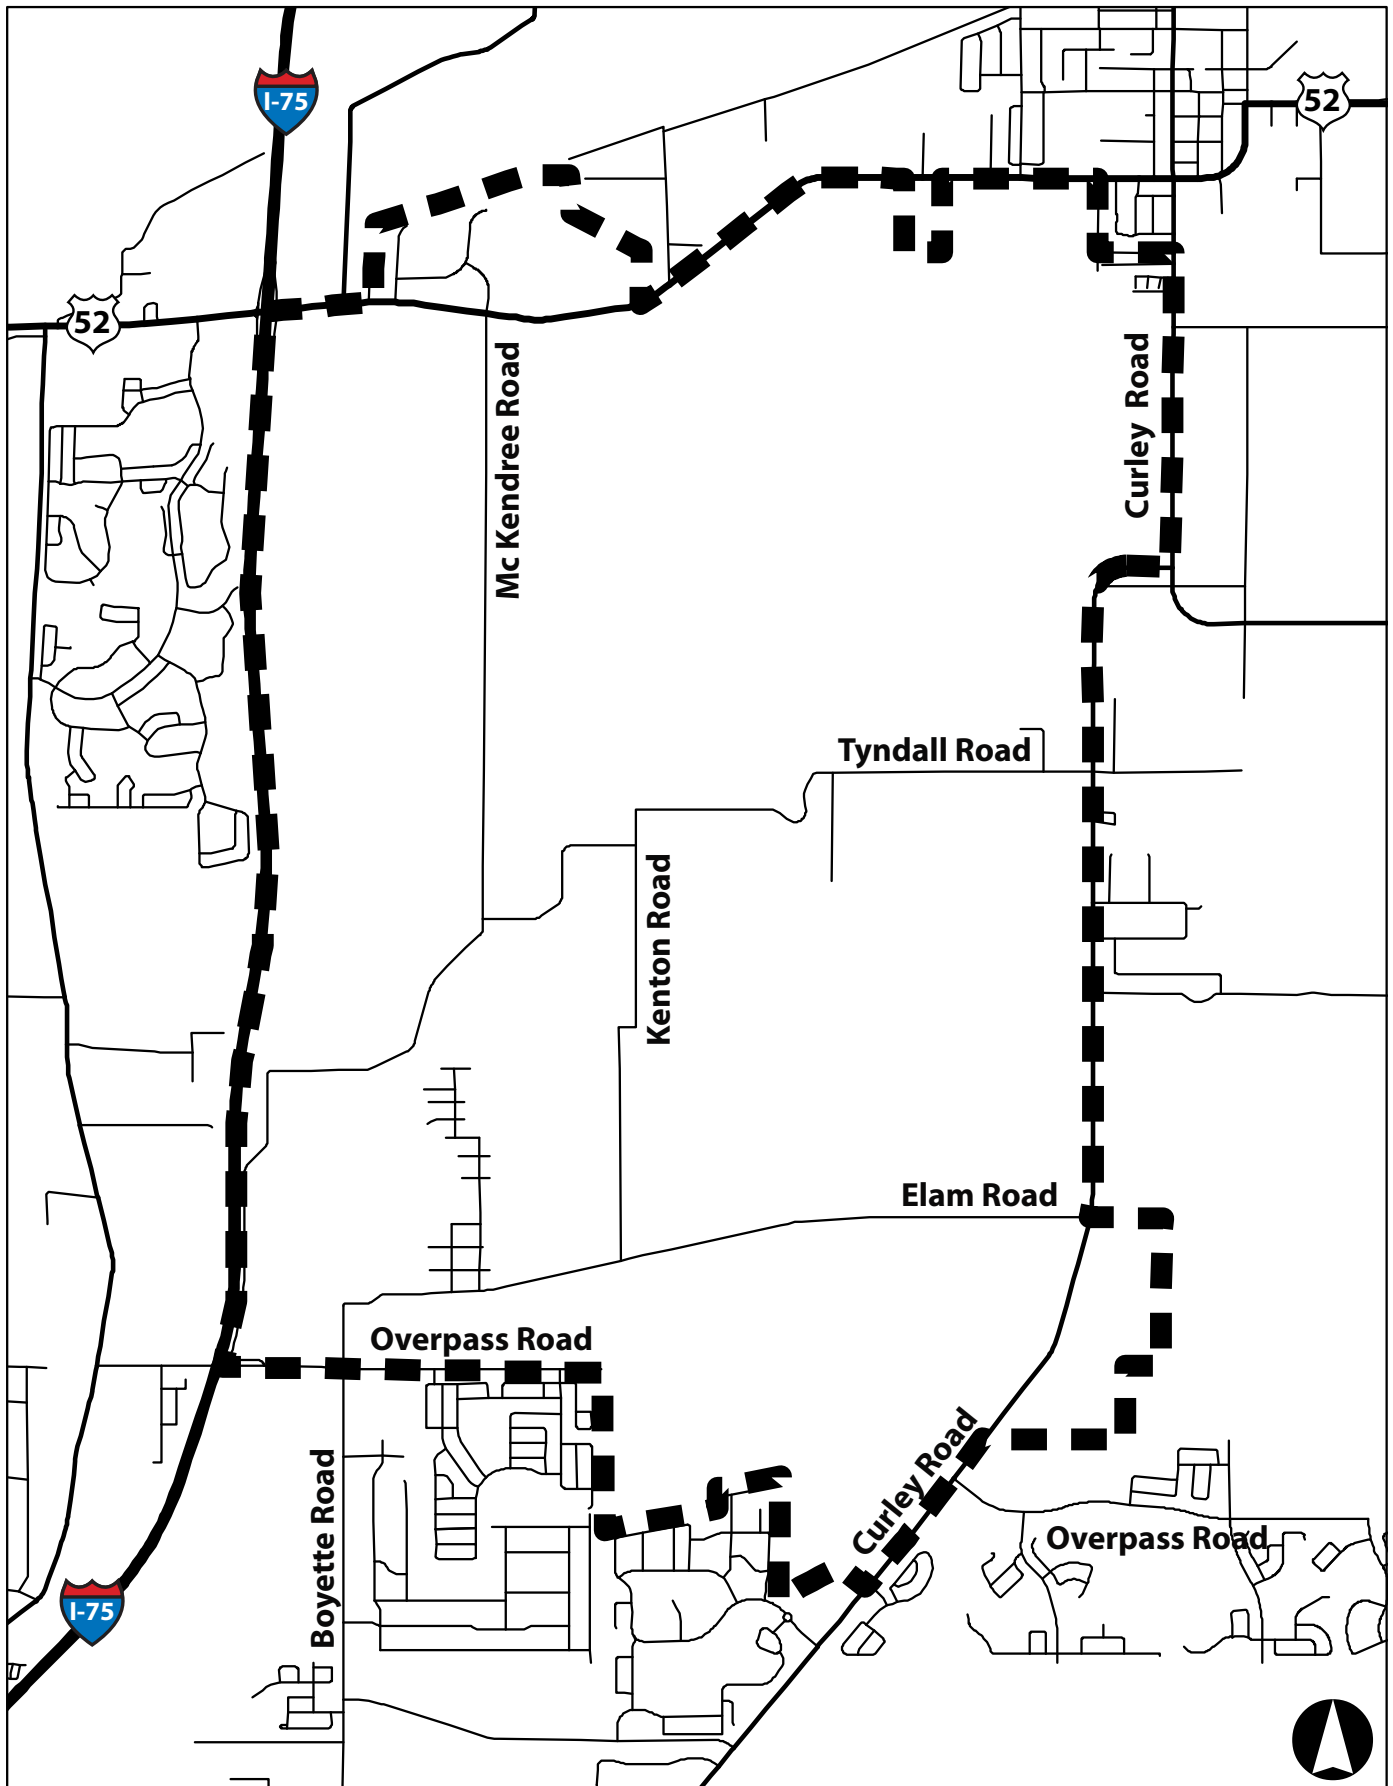 I-75
52
52
Mc Kendree Road
Curley Road
Tyndall Road
Kenton Road
Elam Road
Overpass Road
Curley Road
Boyette Road
Overpass Road
I-75